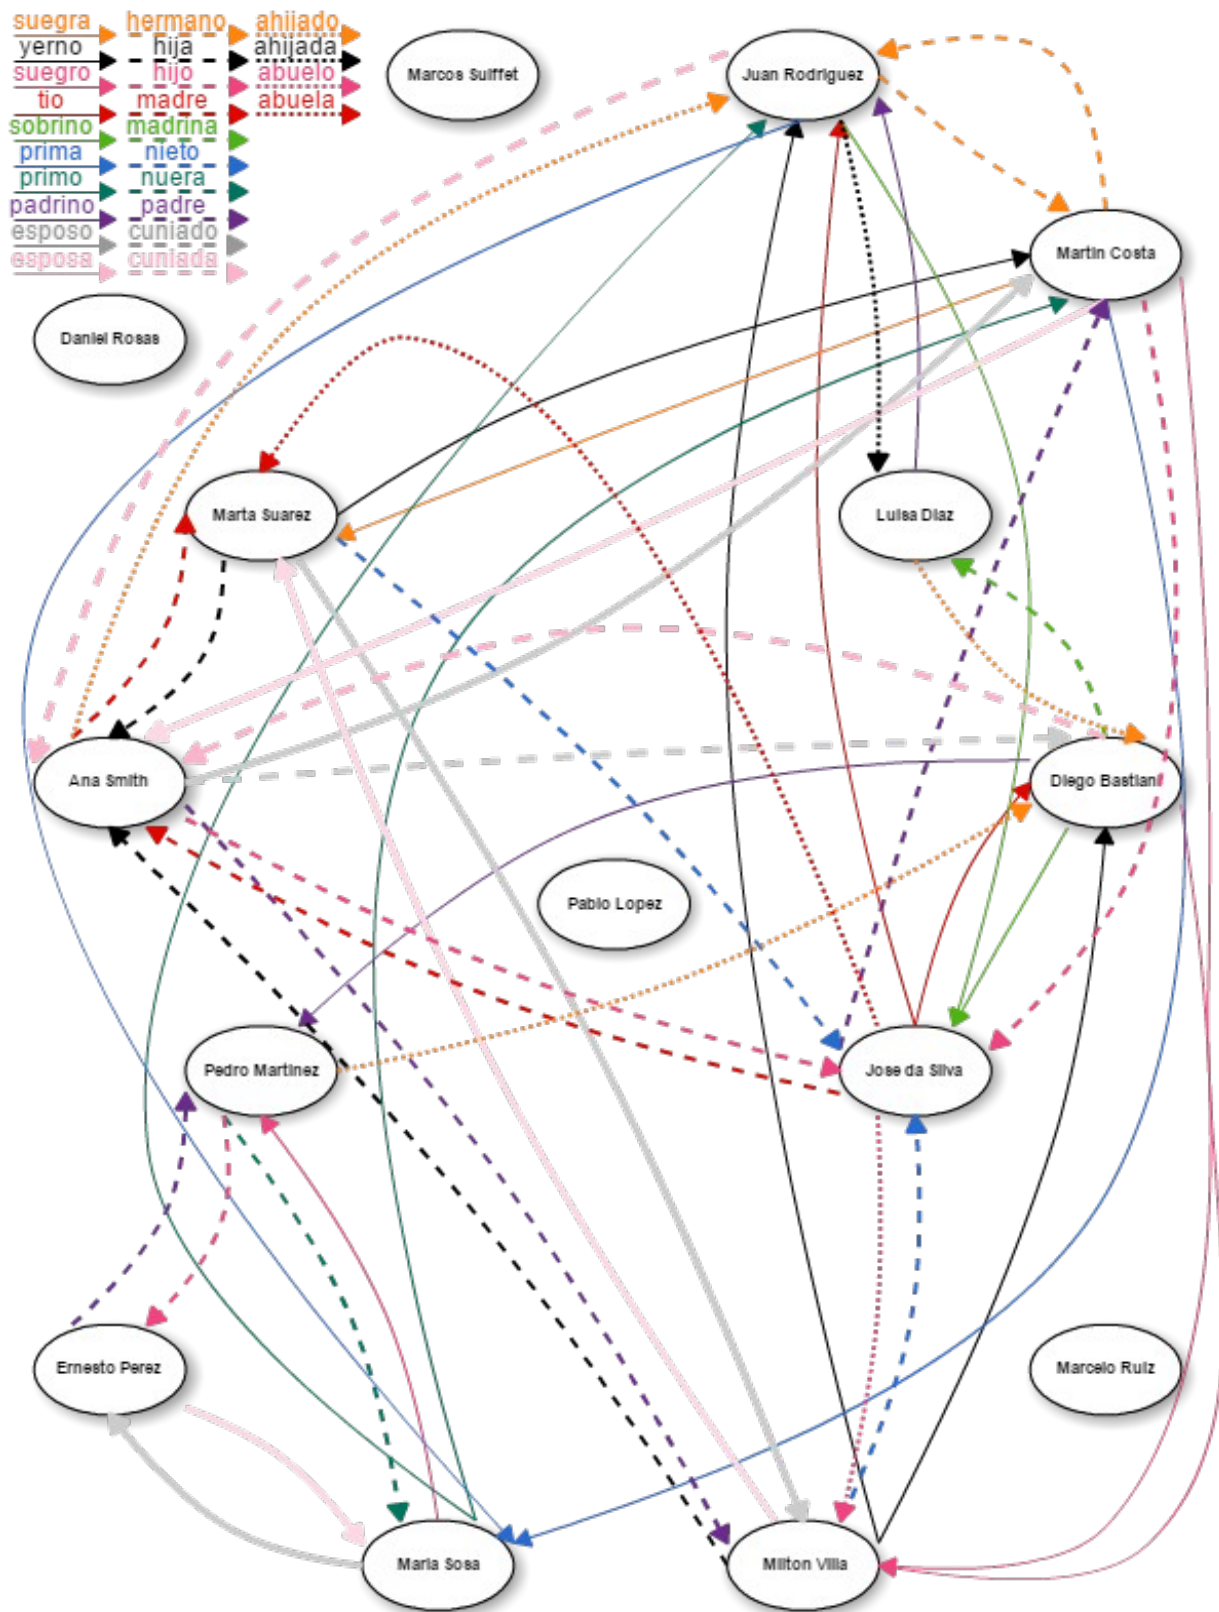 suegra hermano ahijado
yerno hija ahijada
suegro hijo abuelo
tio madre abuela
sobrino madrina
prima nieto
primo nuera
padrino padre
esposo cuniado
esposa cuniada
Marcos Suiffet
Juan Rodriguez
Martin Costa
Daniel Rosas
Marta Suarez
Luisa Diaz
Ana Smith
Diego Bastiani
Pablo Lopez
Pedro Martinez
Jose da Silva
Ernesto Perez
Marcelo Ruiz
Maria Sosa
Milton Villa